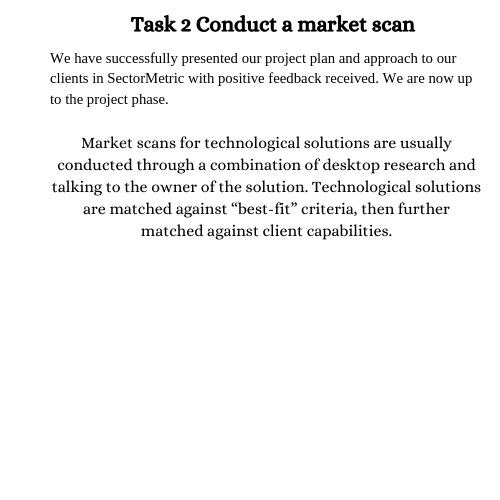 Task 2 Conduct a market scan
We have successfully presented our project plan and approach to our
clients in SectorMetric with positive feedback received. We are now up
to the project phase.
Market scans for technological solutions are usually
conducted through a combination of desktop research and
talking to the owner of the solution. Technological solutions
are matched against “best-fit” criteria, then further
matched against client capabilities.